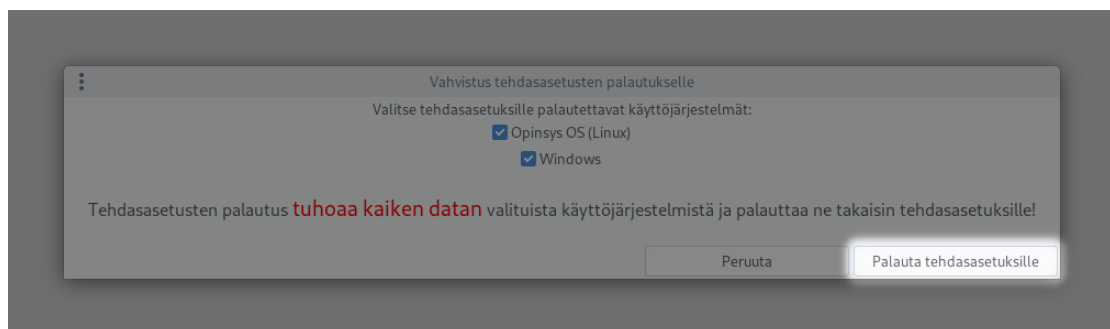 Vahvistus tehdasasetusten palautukselle
Valitse tehdasasetuksille palautettavat käyttöjärjestelmät:
Opinsys OS (Linux)
Windows
Tehdasasetusten palautus tuhoaa kaiken datan valituista käyttöjärjestelmistä ja palauttaa ne takaisin tehdasasetuksille!
Peruuta Palauta tehdasasetuksille